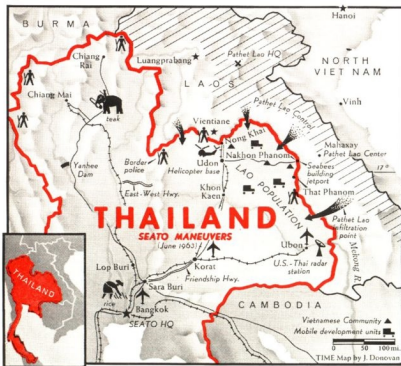 BURMA
Hanoi
Chiang
Rai
Luangprabang
Pathet Lao HQ
NORTH
VIET NAM
LAOS
Chiang Mai
teak
Vientiane
Pathet Lao Control
Vinh
Nong Khai
Mahaxay
Pathet Lao Center
Yanhee
Dam
Border
police
Udon
Helicopter base
Nakhon Phanom
Seabees
building
jetport
17°
East-West Hwy.
Khon
Kaen
LAO POPULATION
That Phanom
THAILAND
SEATO MANEUVERS
(June 1963)
Pathet Lao
infiltration
point
Ubon
Mekong R.
THAILAND
Lop Buri
Korat
U.S.-Thai radar
station
Friendship Hwy.
Sara Buri
rice
Bangkok
SEATO HQ
CAMBODIA
Vietnamese Community
Mobile development units
0 50 100 mi.
TIME Map by J. Donovan